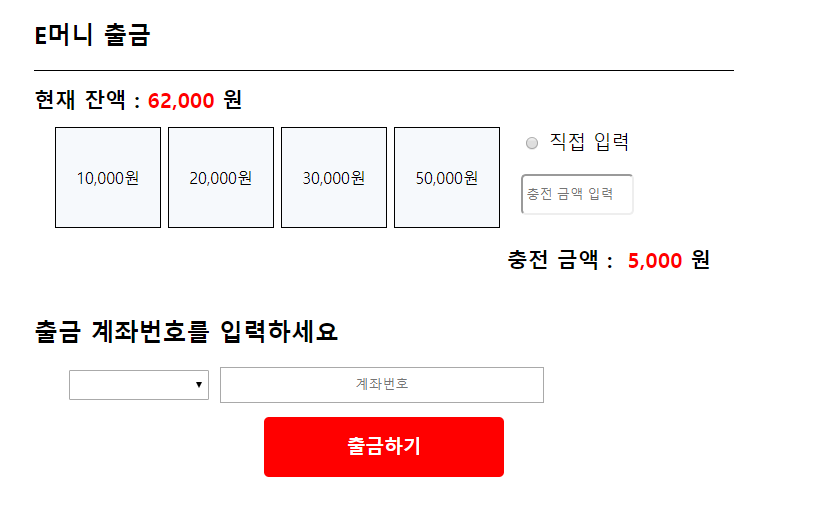 E머니 출금
현재 잔액 : 62,000 원
10,000원 20,000원 30,000원 50,000원
직접 입력
충전 금액 입력
충전 금액 : 5,000 원
출금 계좌번호를 입력하세요
계좌번호
출금하기